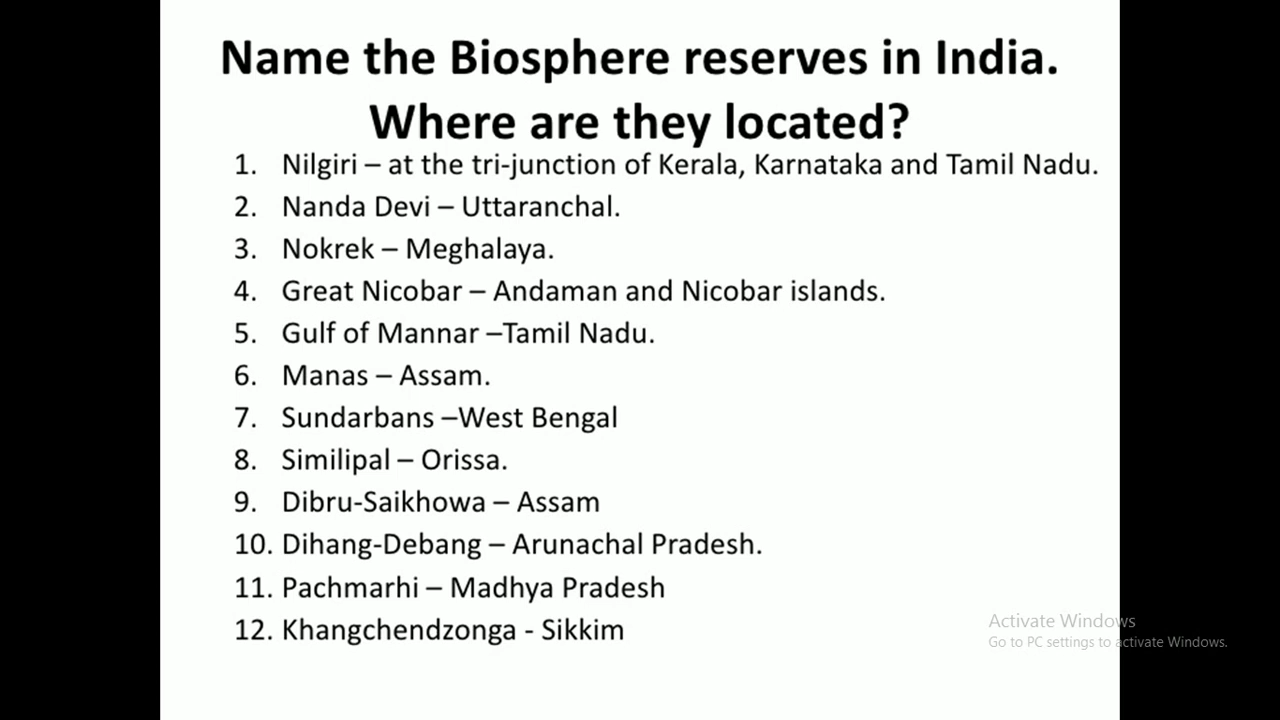 Name the Biosphere reserves in India.
Where are they located?
1. Nilgiri – at the tri-junction of Kerala, Karnataka and Tamil Nadu.
2. Nanda Devi – Uttaranchal.
3. Nokrek – Meghalaya.
4. Great Nicobar – Andaman and Nicobar islands.
5. Gulf of Mannar –Tamil Nadu.
6. Manas – Assam.
7. Sundarbans –West Bengal
8. Similipal – Orissa.
9. Dibru-Saikhowa – Assam
10. Dihang-Debang – Arunachal Pradesh.
11. Pachmarhi – Madhya Pradesh
12. Khangchendzonga - Sikkim
Activate Windows
Go to PC settings to activate Windows.